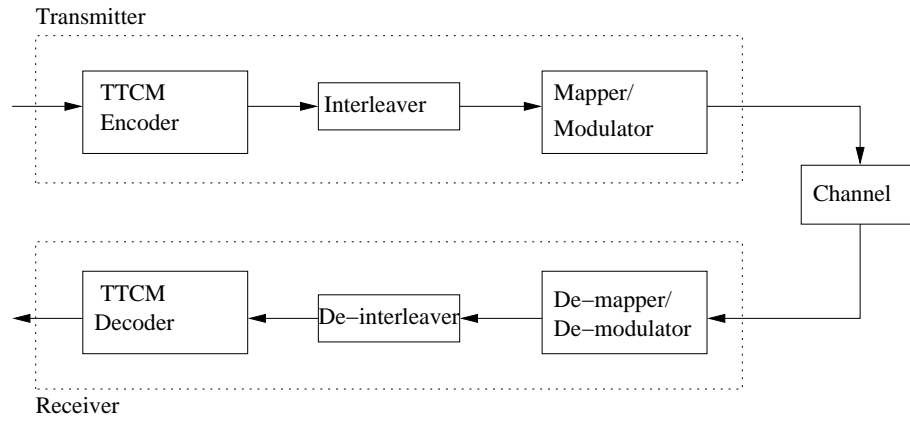 Transmitter
TTCM
Encoder
Interleaver
Mapper/
Modulator
Channel
TTCM
Decoder
De−interleaver
De−mapper/
De−modulator
Receiver